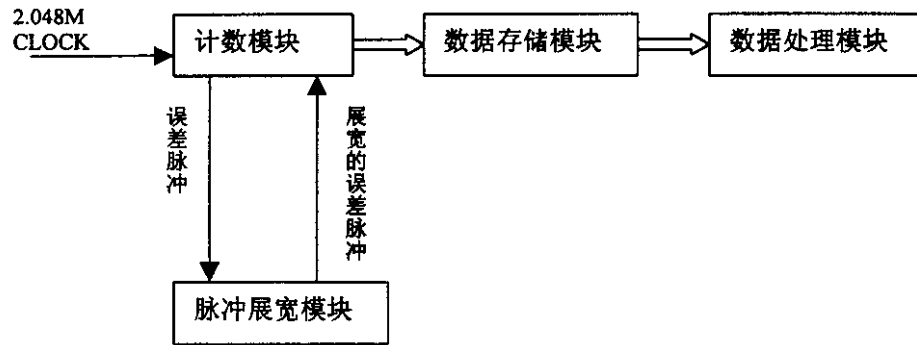 2.048M
CLOCK
计数模块
数据存储模块
数据处理模块
误差脉冲
展宽的误差脉冲
脉冲展宽模块